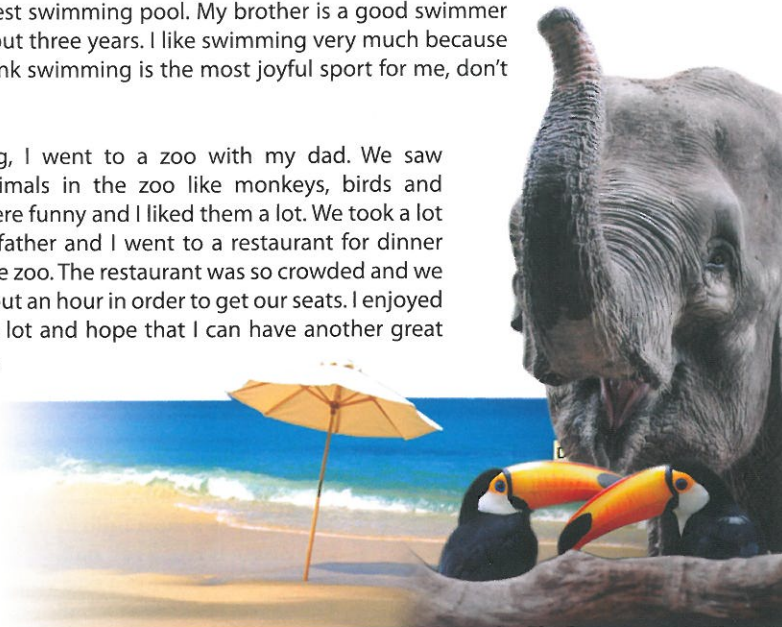 est swimming pool. My brother is a good swimmer
out three years. I like swimming very much because
nk swimming is the most joyful sport for me, don't
g, I went to a zoo with my dad. We saw
imals in the zoo like monkeys, birds and
ere funny and I liked them a lot. We took a lot
father and I went to a restaurant for dinner
e zoo. The restaurant was so crowded and we
out an hour in order to get our seats. I enjoyed
lot and hope that I can have another great